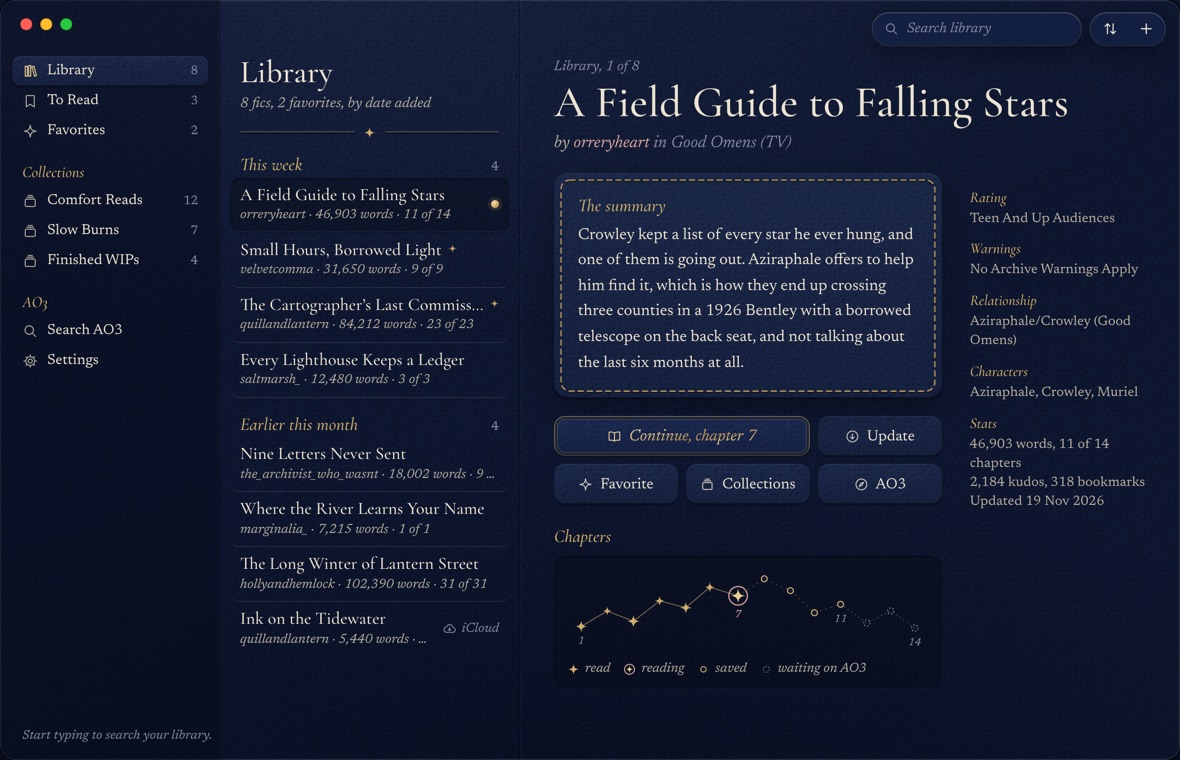 Search library
Library 8
To Read 3
Favorites 2
Collections
Comfort Reads 12
Slow Burns 7
Finished WIPs 4
AO3
Search AO3
Settings
Start typing to search your library.
Library
8 fics, 2 favorites, by date added
This week 4
A Field Guide to Falling Stars
orreryheart · 46,903 words · 11 of 14
Small Hours, Borrowed Light
velvetcomma · 31,650 words · 9 of 9
The Cartographer’s Last Commiss…
quillandlantern · 84,212 words · 23 of 23
Every Lighthouse Keeps a Ledger
saltmarsh_ · 12,480 words · 3 of 3
Earlier this month 4
Nine Letters Never Sent
the_archivist_who_wasnt · 18,002 words · 9 …
Where the River Learns Your Name
marginalia_ · 7,215 words · 1 of 1
The Long Winter of Lantern Street
hollyandhemlock · 102,390 words · 31 of 31
Ink on the Tidewater
quillandlantern · 5,440 words · …
iCloud
Library, 1 of 8
A Field Guide to Falling Stars
by orreryheart in Good Omens (TV)
The summary
Crowley kept a list of every star he ever hung, and
one of them is going out. Aziraphale offers to help
him find it, which is how they end up crossing
three counties in a 1926 Bentley with a borrowed
telescope on the back seat, and not talking about
the last six months at all.
Continue, chapter 7
Update
Favorite
Collections
AO3
Chapters
1
7
11
14
read
reading
saved
waiting on AO3
Rating
Teen And Up Audiences
Warnings
No Archive Warnings Apply
Relationship
Aziraphale/Crowley (Good
Omens)
Characters
Aziraphale, Crowley, Muriel
Stats
46,903 words, 11 of 14
chapters
2,184 kudos, 318 bookmarks
Updated 19 Nov 2026